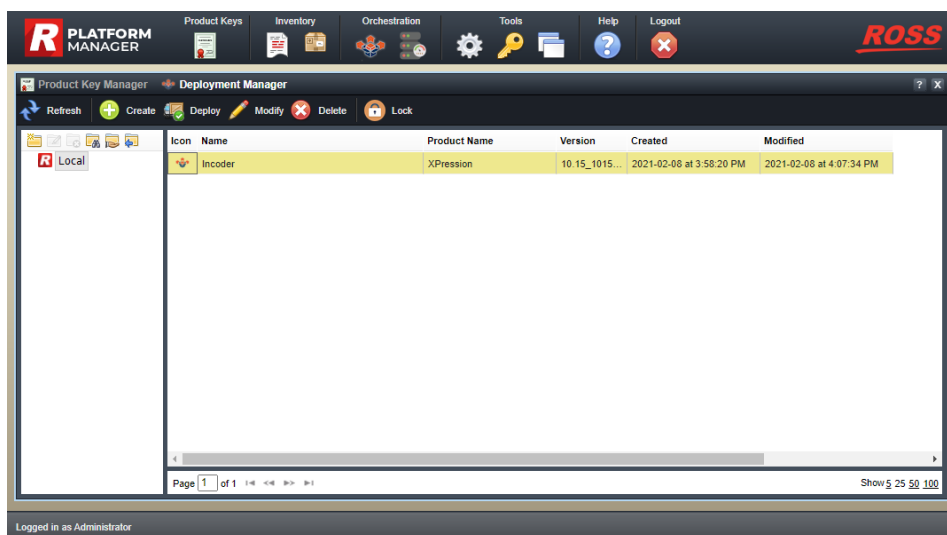 R PLATFORM MANAGER
Product Keys Inventory Orchestration Tools Help Logout
ROSS
Product Key Manager Deployment Manager ? X
Refresh Create Deploy Modify Delete Lock
R Local
Icon Name Product Name Version Created Modified
Incoder XPression 10.15_1015... 2021-02-08 at 3:58:20 PM 2021-02-08 at 4:07:34 PM
Page 1 of 1 Show 5 25 50 100
Logged in as Administrator